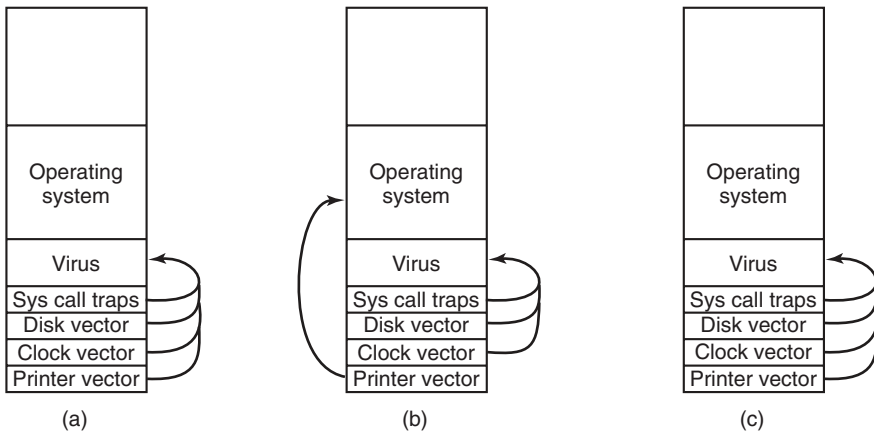 Operating
system
Virus
Sys call traps
Disk vector
Clock vector
Printer vector
(a)
Operating
system
Virus
Sys call traps
Disk vector
Clock vector
Printer vector
(b)
Operating
system
Virus
Sys call traps
Disk vector
Clock vector
Printer vector
(c)